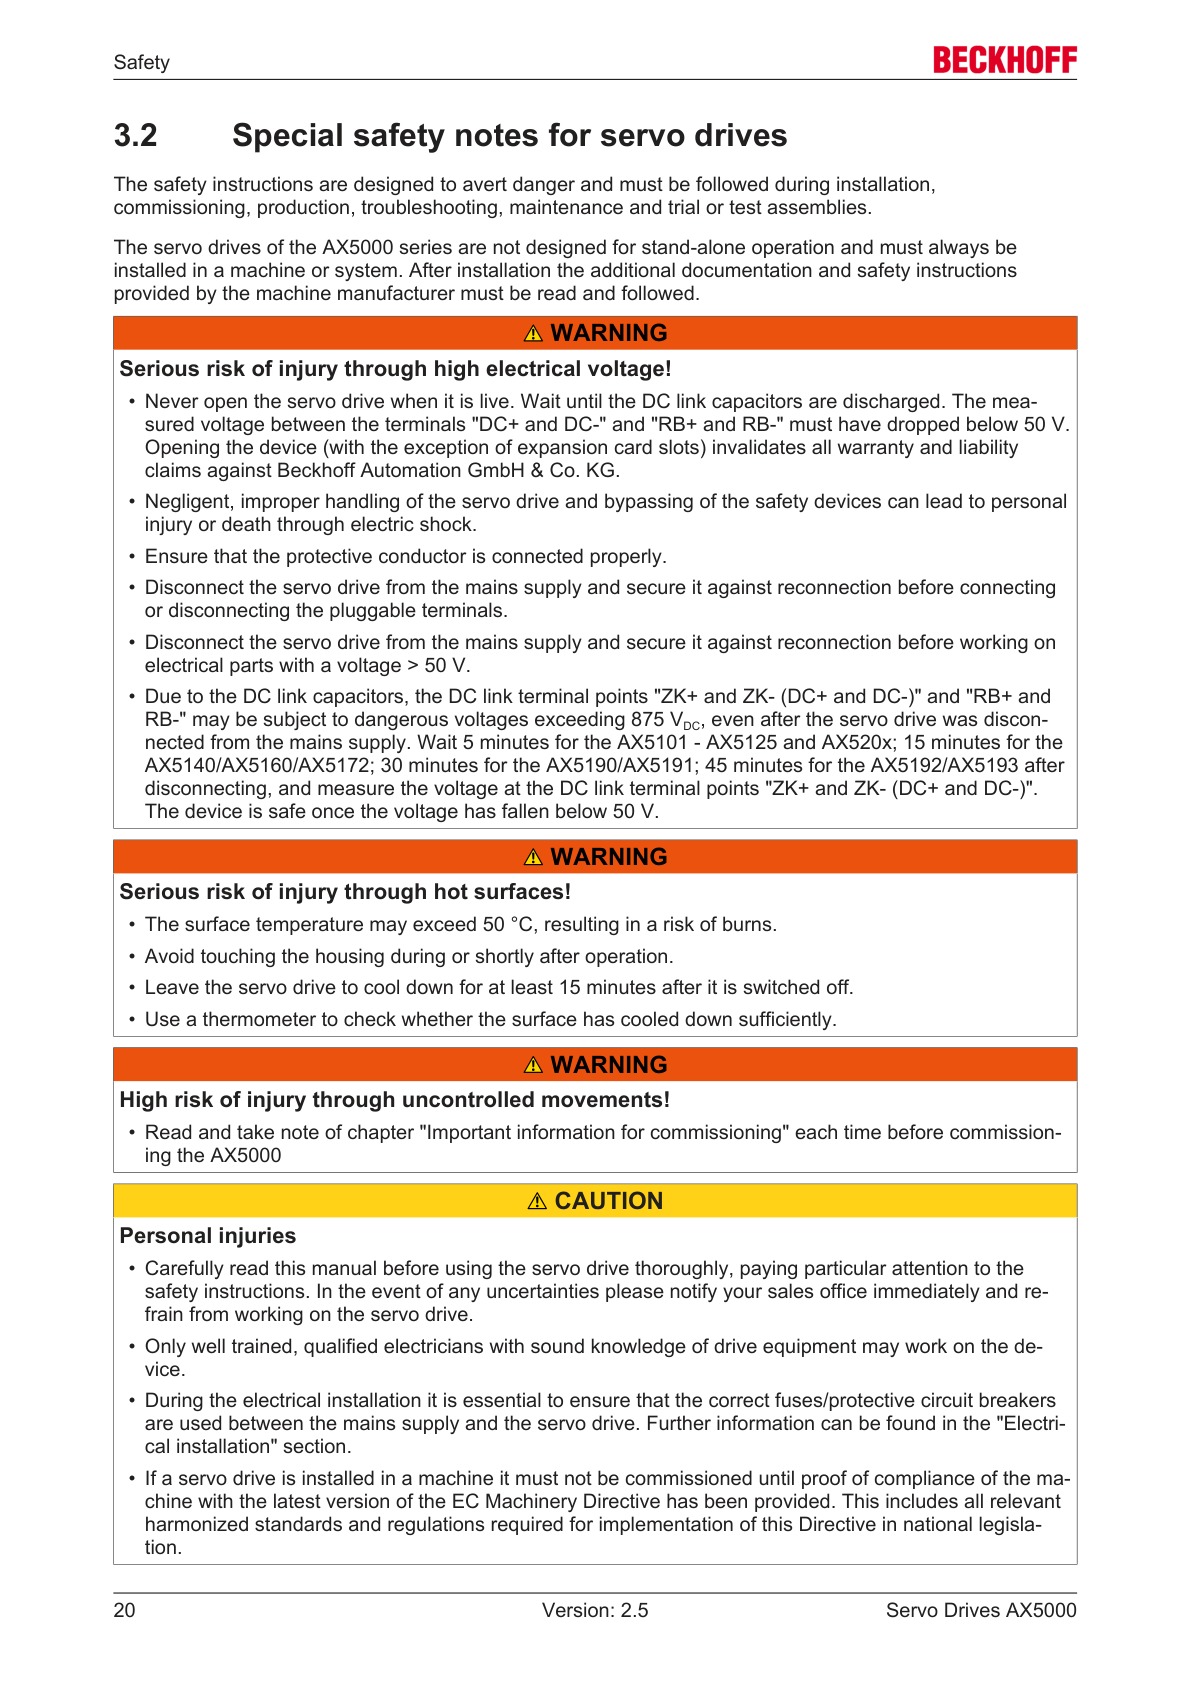 Safety
BECKHOFF
3.2 Special safety notes for servo drives
The safety instructions are designed to avert danger and must be followed during installation,
commissioning, production, troubleshooting, maintenance and trial or test assemblies.
The servo drives of the AX5000 series are not designed for stand-alone operation and must always be
installed in a machine or system. After installation the additional documentation and safety instructions
provided by the machine manufacturer must be read and followed.
⚠ WARNING
Serious risk of injury through high electrical voltage!
• Never open the servo drive when it is live. Wait until the DC link capacitors are discharged. The mea-
sured voltage between the terminals "DC+ and DC-" and "RB+ and RB-" must have dropped below 50 V.
Opening the device (with the exception of expansion card slots) invalidates all warranty and liability
claims against Beckhoff Automation GmbH & Co. KG.
• Negligent, improper handling of the servo drive and bypassing of the safety devices can lead to personal
injury or death through electric shock.
• Ensure that the protective conductor is connected properly.
• Disconnect the servo drive from the mains supply and secure it against reconnection before connecting
or disconnecting the pluggable terminals.
• Disconnect the servo drive from the mains supply and secure it against reconnection before working on
electrical parts with a voltage > 50 V.
• Due to the DC link capacitors, the DC link terminal points "ZK+ and ZK- (DC+ and DC-)" and "RB+ and
RB-" may be subject to dangerous voltages exceeding 875 VDC, even after the servo drive was discon-
nected from the mains supply. Wait 5 minutes for the AX5101 - AX5125 and AX520x; 15 minutes for the
AX5140/AX5160/AX5172; 30 minutes for the AX5190/AX5191; 45 minutes for the AX5192/AX5193 after
disconnecting, and measure the voltage at the DC link terminal points "ZK+ and ZK- (DC+ and DC-)".
The device is safe once the voltage has fallen below 50 V.
⚠ WARNING
Serious risk of injury through hot surfaces!
• The surface temperature may exceed 50 °C, resulting in a risk of burns.
• Avoid touching the housing during or shortly after operation.
• Leave the servo drive to cool down for at least 15 minutes after it is switched off.
• Use a thermometer to check whether the surface has cooled down sufficiently.
⚠ WARNING
High risk of injury through uncontrolled movements!
• Read and take note of chapter "Important information for commissioning" each time before commission-
ing the AX5000
⚠ CAUTION
Personal injuries
• Carefully read this manual before using the servo drive thoroughly, paying particular attention to the
safety instructions. In the event of any uncertainties please notify your sales office immediately and re-
frain from working on the servo drive.
• Only well trained, qualified electricians with sound knowledge of drive equipment may work on the de-
vice.
• During the electrical installation it is essential to ensure that the correct fuses/protective circuit breakers
are used between the mains supply and the servo drive. Further information can be found in the "Electri-
cal installation" section.
• If a servo drive is installed in a machine it must not be commissioned until proof of compliance of the ma-
chine with the latest version of the EC Machinery Directive has been provided. This includes all relevant
harmonized standards and regulations required for implementation of this Directive in national legisla-
tion.
20 Version: 2.5 Servo Drives AX5000